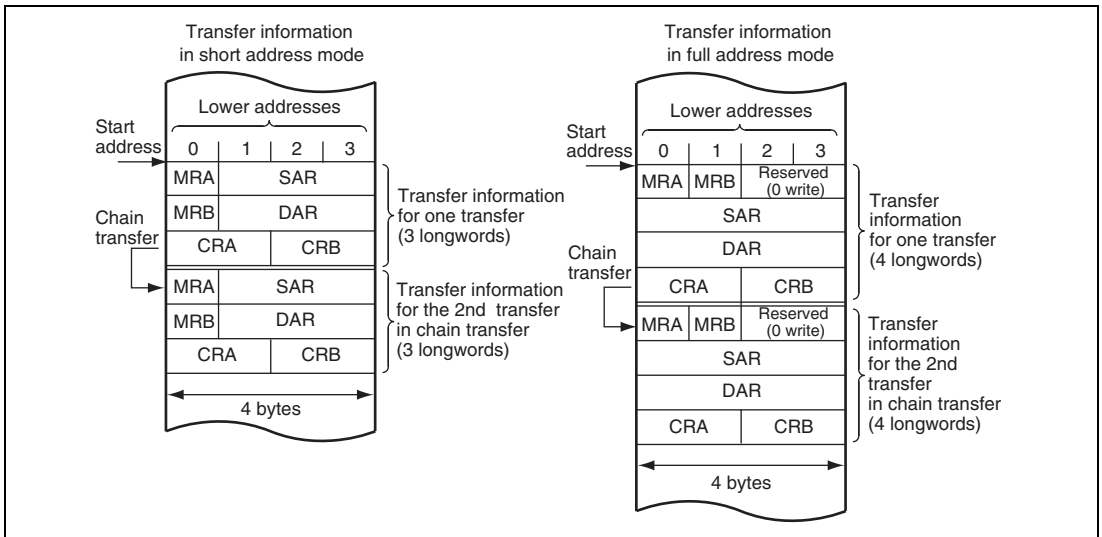 Transfer information
in short address mode
Lower addresses
Start
address
0 1 2 3
MRA SAR
MRB DAR
CRA CRB
Transfer information
for one transfer
(3 longwords)
Chain
transfer
MRA SAR
MRB DAR
CRA CRB
Transfer information
for the 2nd transfer
in chain transfer
(3 longwords)
4 bytes
Transfer information
in full address mode
Lower addresses
Start
address
0 1 2 3
MRA MRB Reserved
(0 write)
SAR
DAR
CRA CRB
Transfer
information
for one transfer
(4 longwords)
Chain
transfer
MRA MRB Reserved
(0 write)
SAR
DAR
CRA CRB
Transfer
information
for the 2nd
transfer
in chain transfer
(4 longwords)
4 bytes